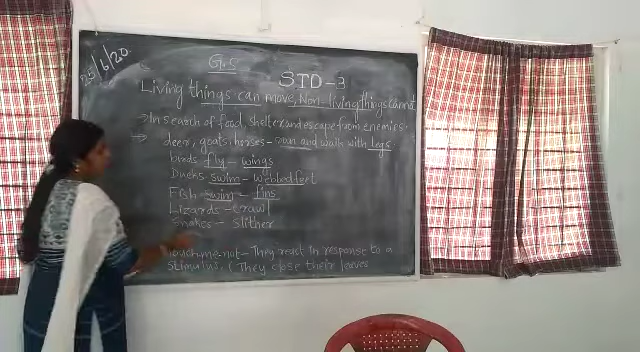 25/6/20
G.S
STD-3
Living things can move, Non-living things cannot
→ In search of food, shelter and escape from enemies.
⇒ deer, goats, horses - run and walk with legs.
birds fly - wings
Ducks swim - webbed feet
Fish - swim - fins
Lizards - crawl
Snakes - slither
Touch-me-not - They react in response to a
stimulus. (They close their leaves